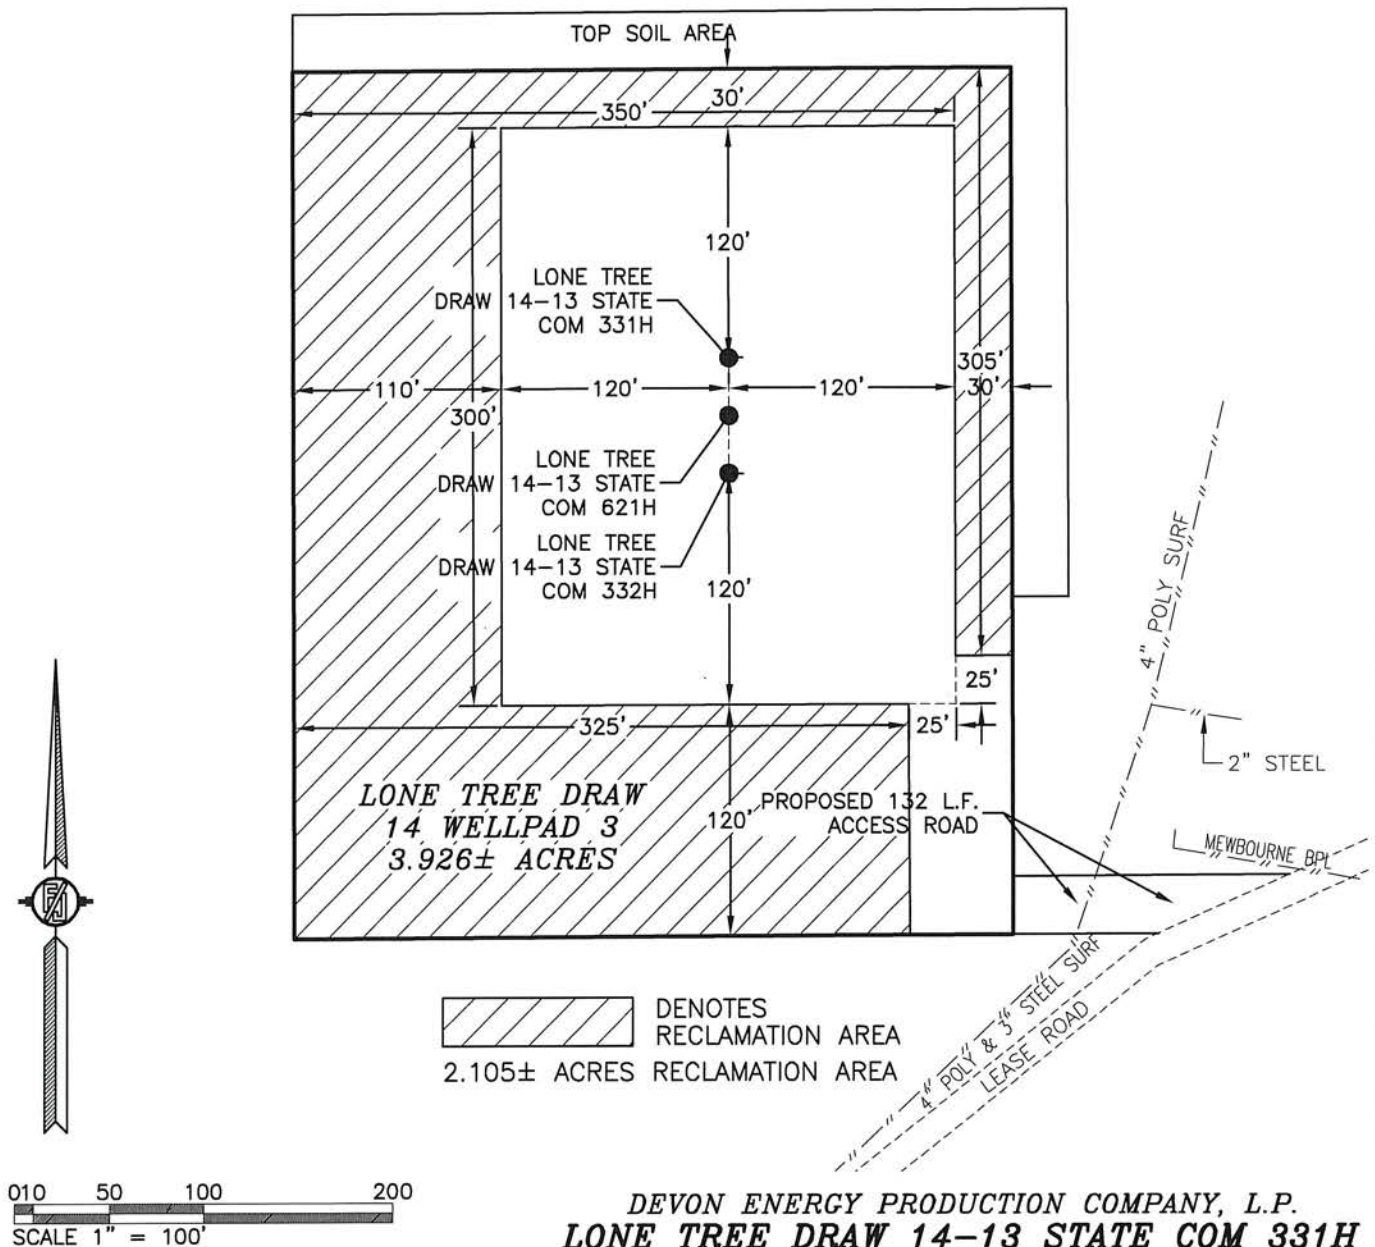 TOP SOIL AREA
30'
350'
120'
LONE TREE
DRAW 14-13 STATE
COM 331H
305'
110'
120'
120'
30'
300'
LONE TREE
DRAW 14-13 STATE
COM 621H
LONE TREE
DRAW 14-13 STATE
COM 332H
120'
4" POLY SURF
25'
325'
25'
2" STEEL
LONE TREE DRAW
14 WELLPAD 3
3.926± ACRES
120'
PROPOSED 132 L.F.
ACCESS ROAD
MEWBOURNE BPL
4" POLY & 3" STEEL SURF
LEASE ROAD
DENOTES
RECLAMATION AREA
2.105± ACRES RECLAMATION AREA
010 50 100 200
SCALE 1" = 100'
DEVON ENERGY PRODUCTION COMPANY, L.P.
LONE TREE DRAW 14-13 STATE COM 331H